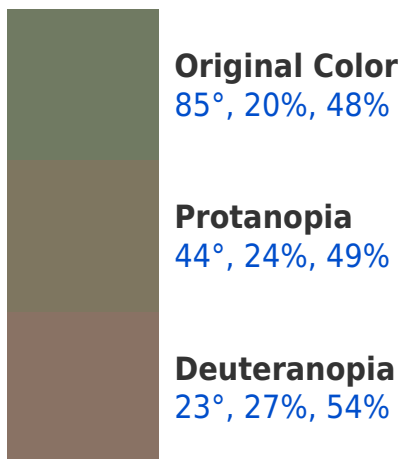 Original Color
85°, 20%, 48%
Protanopia
44°, 24%, 49%
Deuteranopia
23°, 27%, 54%